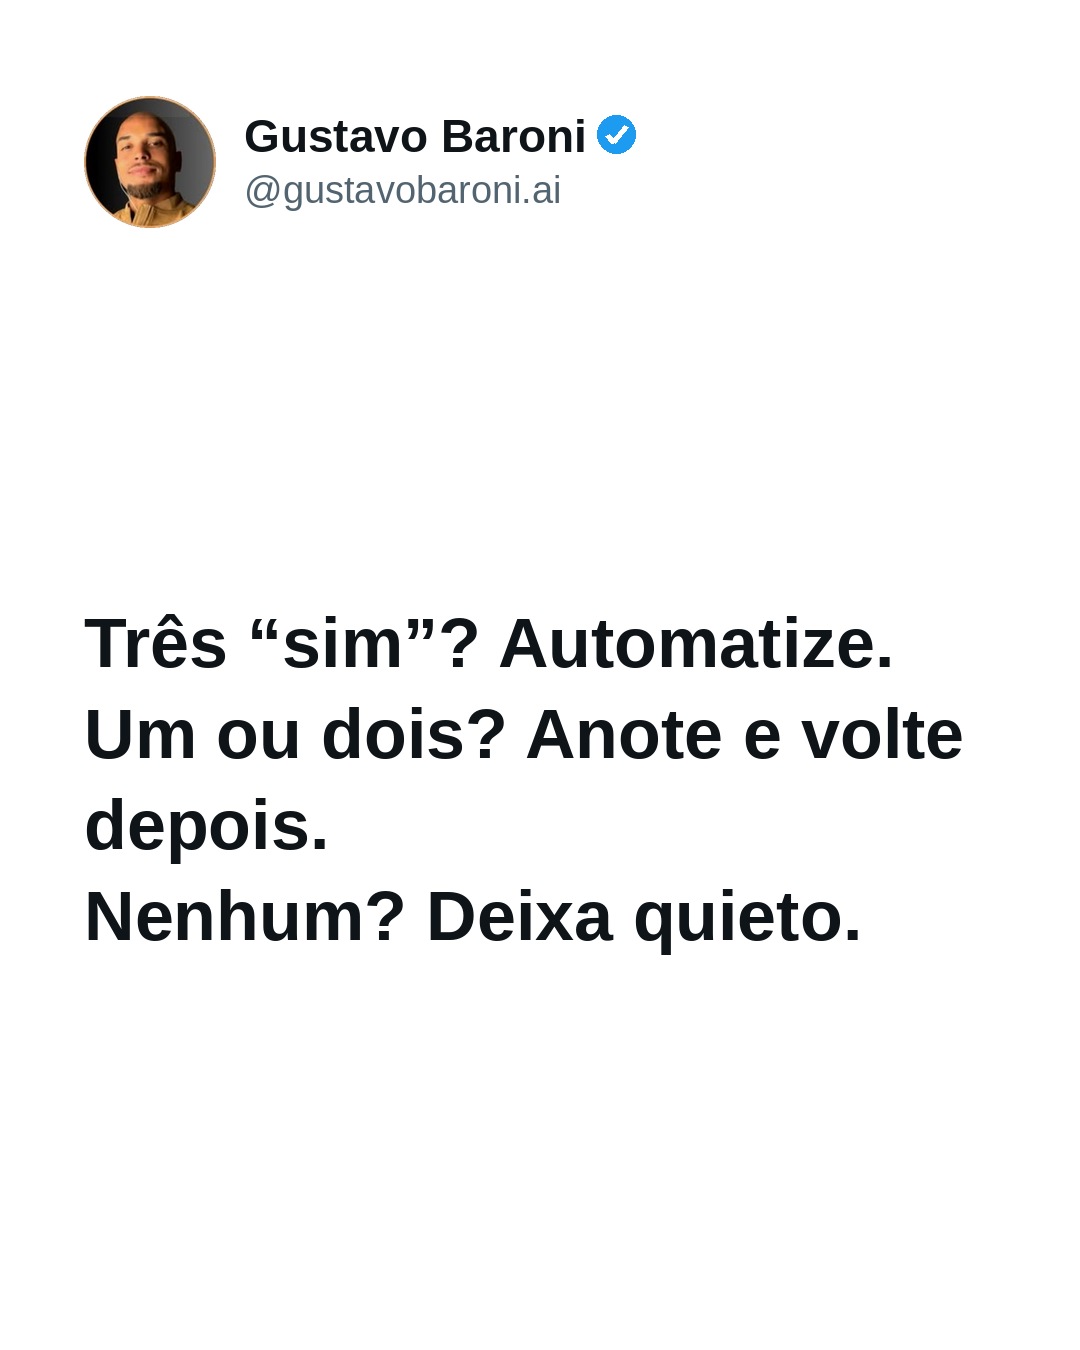 Gustavo Baroni
@gustavobaroni.ai
Três “sim”? Automatize.
Um ou dois? Anote e volte
depois.
Nenhum? Deixa quieto.